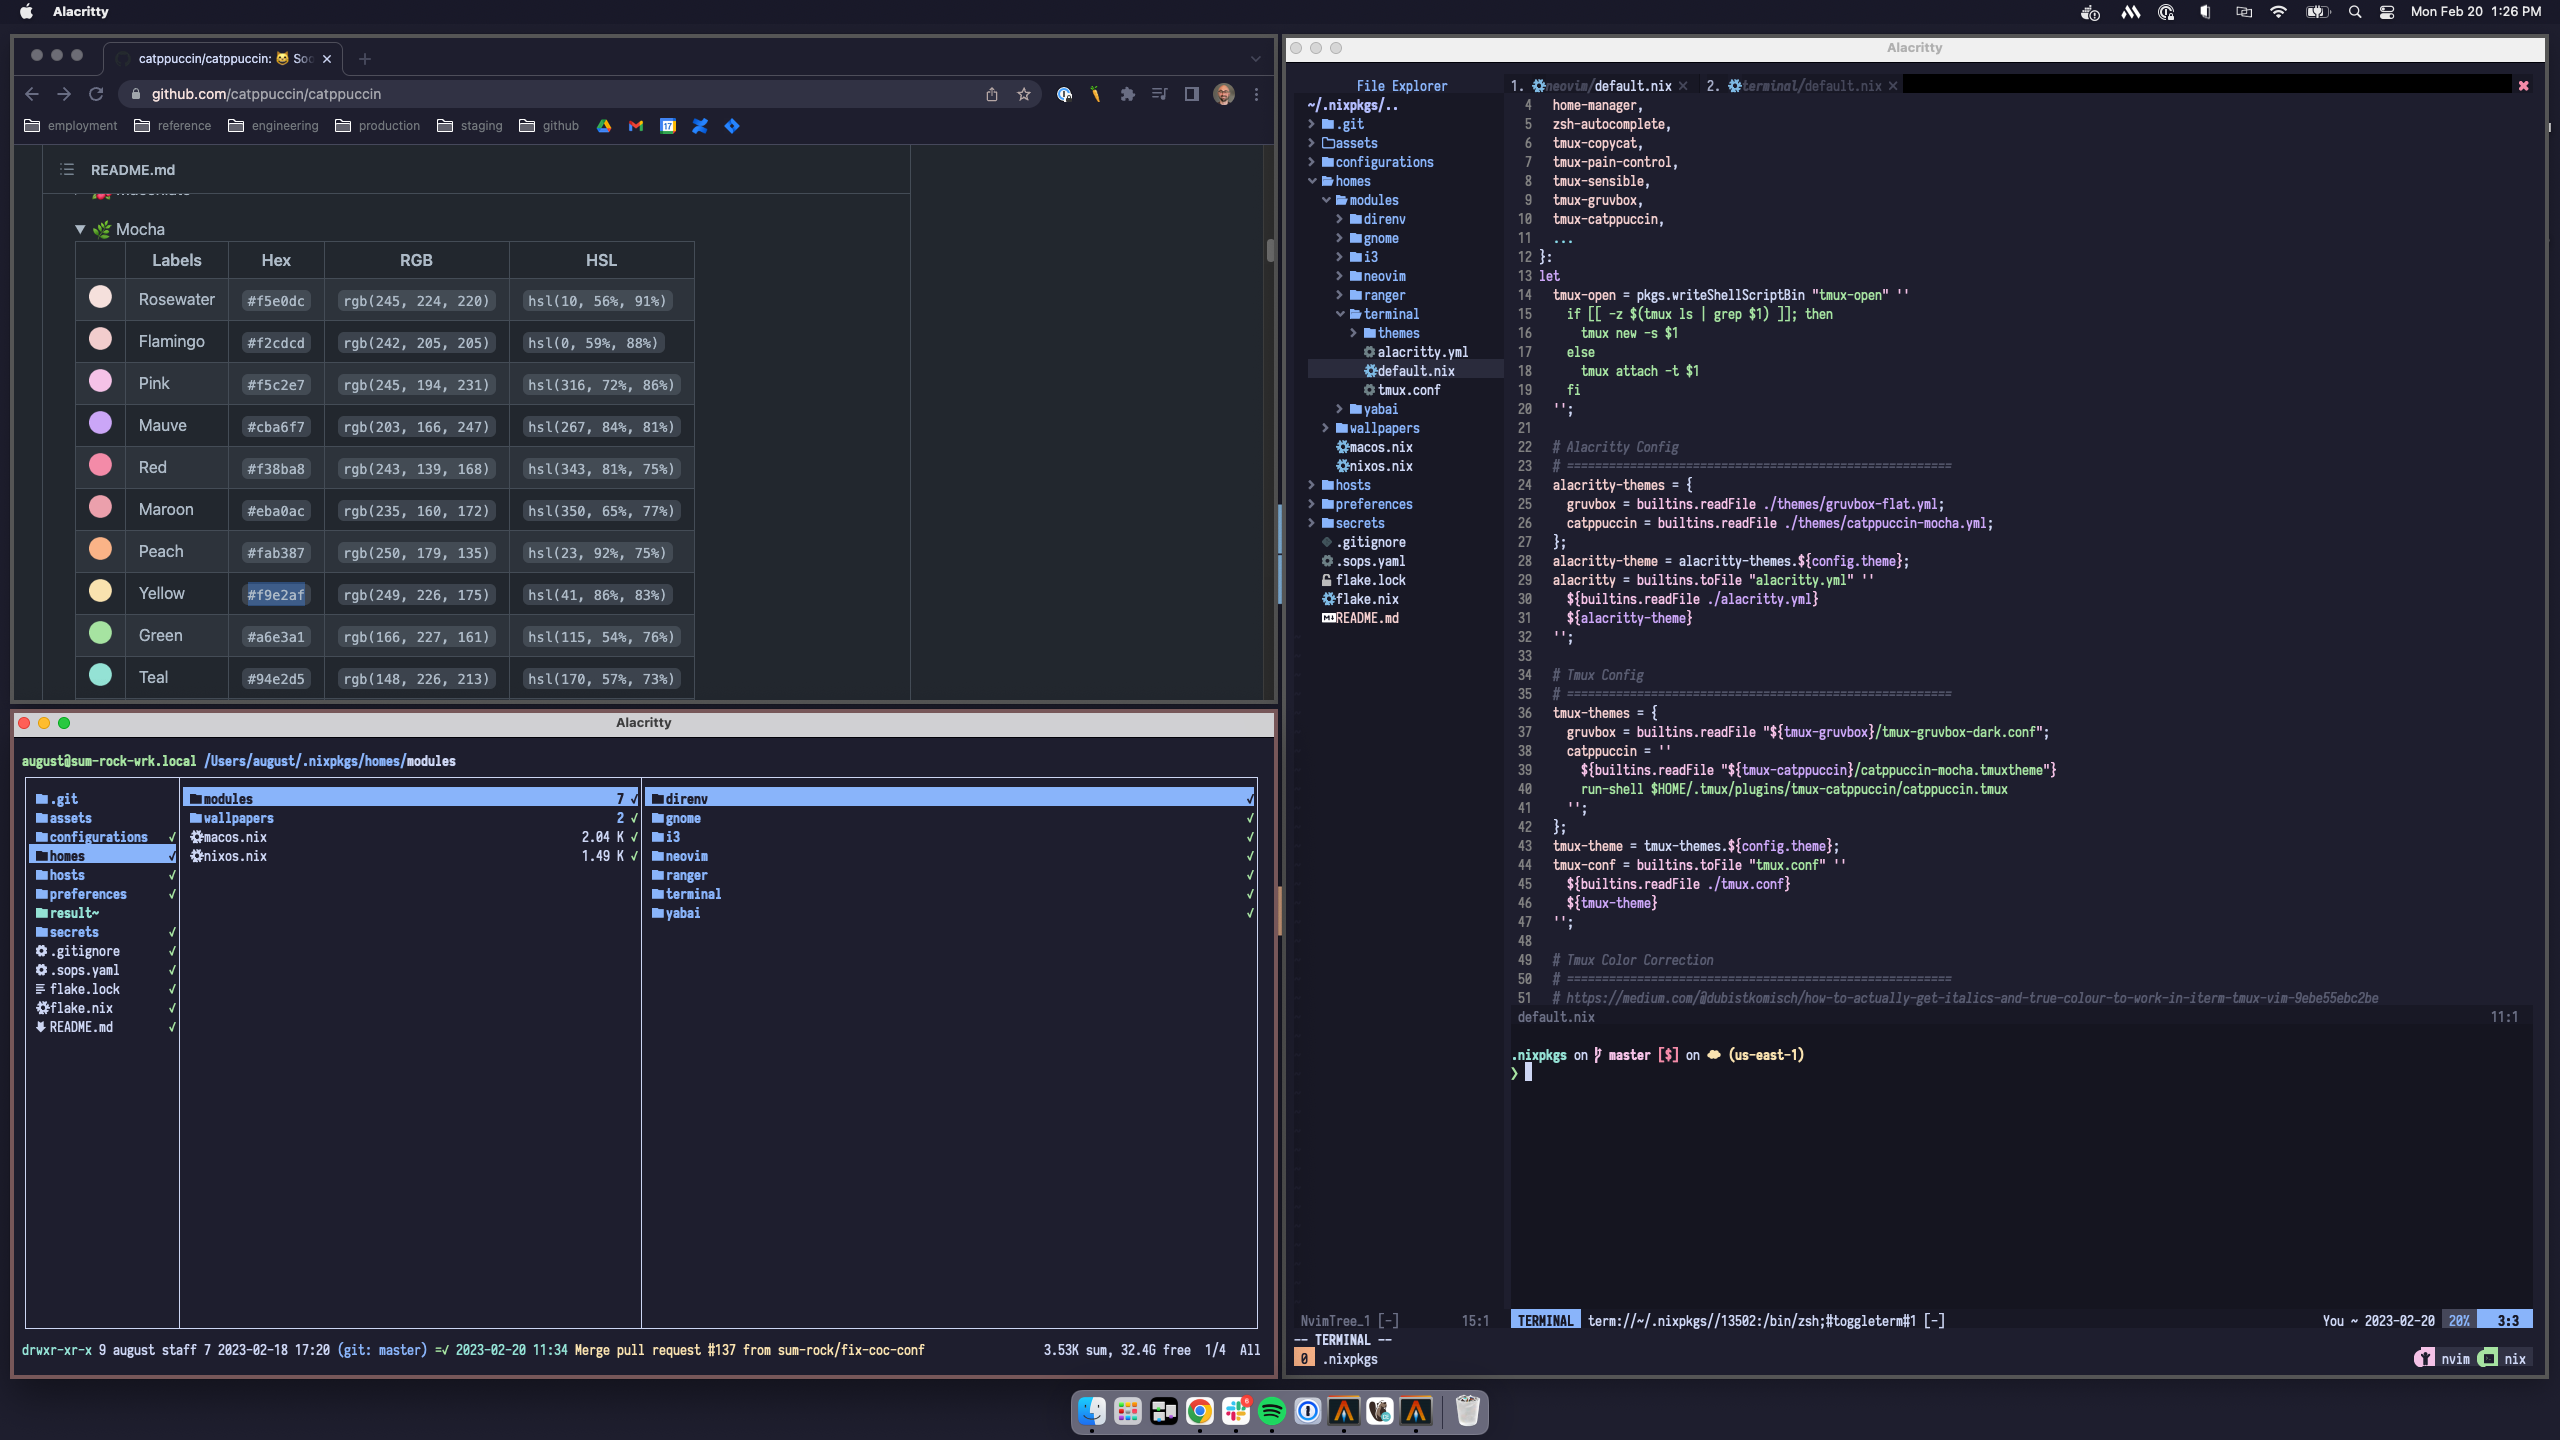 Alacritty
Mon Feb 20 1:26 PM
catppuccin/catppuccin: 😸 Soo
github.com/catppuccin/catppuccin
employment reference engineering production staging github
README.md
Mocha
Labels Hex RGB HSL
Rosewater #f5e0dc rgb(245, 224, 220) hsl(10, 56%, 91%)
Flamingo #f2cdcd rgb(242, 205, 205) hsl(0, 59%, 88%)
Pink #f5c2e7 rgb(245, 194, 231) hsl(316, 72%, 86%)
Mauve #cba6f7 rgb(203, 166, 247) hsl(267, 84%, 81%)
Red #f38ba8 rgb(243, 139, 168) hsl(343, 81%, 75%)
Maroon #eba0ac rgb(235, 160, 172) hsl(350, 65%, 77%)
Peach #fab387 rgb(250, 179, 135) hsl(23, 92%, 75%)
Yellow #f9e2af rgb(249, 226, 175) hsl(41, 86%, 83%)
Green #a6e3a1 rgb(166, 227, 161) hsl(115, 54%, 76%)
Teal #94e2d5 rgb(148, 226, 213) hsl(170, 57%, 73%)
Alacritty
august@sum-rock-wrk.local /Users/august/.nixpkgs/homes/modules
.git
assets
configurations ✓
homes ✓
hosts ✓
preferences ✓
result~
secrets ✓
.gitignore ✓
.sops.yaml ✓
flake.lock ✓
flake.nix ✓
README.md ✓
modules 7 ✓
wallpapers 2 ✓
macos.nix 2.04 K ✓
nixos.nix 1.49 K ✓
direnv ✓
gnome ✓
i3 ✓
neovim ✓
ranger ✓
terminal ✓
yabai ✓
drwxr-xr-x 9 august staff 7 2023-02-18 17:20 (git: master) =✓ 2023-02-20 11:34 Merge pull request #137 from sum-rock/fix-coc-conf 3.53K sum, 32.4G free 1/4 All
Alacritty
File Explorer
~/.nixpkgs/..
.git
assets
configurations
homes
modules
direnv
gnome
i3
neovim
ranger
terminal
themes
alacritty.yml
default.nix
tmux.conf
yabai
wallpapers
macos.nix
nixos.nix
hosts
preferences
secrets
.gitignore
.sops.yaml
flake.lock
flake.nix
README.md
1. neovim/default.nix × 2. terminal/default.nix ×
4 home-manager,
5 zsh-autocomplete,
6 tmux-copycat,
7 tmux-pain-control,
8 tmux-sensible,
9 tmux-gruvbox,
10 tmux-catppuccin,
11 ...
12 }:
13 let
14 tmux-open = pkgs.writeShellScriptBin "tmux-open" ''
15 if [[ -z $(tmux ls | grep $1) ]]; then
16 tmux new -s $1
17 else
18 tmux attach -t $1
19 fi
20 '';
21
22 # Alacritty Config
23 # =======================================================
24 alacritty-themes = {
25 gruvbox = builtins.readFile ./themes/gruvbox-flat.yml;
26 catppuccin = builtins.readFile ./themes/catppuccin-mocha.yml;
27 };
28 alacritty-theme = alacritty-themes.${config.theme};
29 alacritty = builtins.toFile "alacritty.yml" ''
30 ${builtins.readFile ./alacritty.yml}
31 ${alacritty-theme}
32 '';
33
34 # Tmux Config
35 # =======================================================
36 tmux-themes = {
37 gruvbox = builtins.readFile "${tmux-gruvbox}/tmux-gruvbox-dark.conf";
38 catppuccin = ''
39 ${builtins.readFile "${tmux-catppuccin}/catppuccin-mocha.tmuxtheme"}
40 run-shell $HOME/.tmux/plugins/tmux-catppuccin/catppuccin.tmux
41 '';
42 };
43 tmux-theme = tmux-themes.${config.theme};
44 tmux-conf = builtins.toFile "tmux.conf" ''
45 ${builtins.readFile ./tmux.conf}
46 ${tmux-theme}
47 '';
48
49 # Tmux Color Correction
50 # =======================================================
51 # https://medium.com/@dubistkomisch/how-to-actually-get-italics-and-true-colour-to-work-in-iterm-tmux-vim-9ebe55ebc2be
default.nix 11:1
.nixpkgs on master [$] on (us-east-1)
❯
NvimTree_1 [-] 15:1
TERMINAL term://~/.nixpkgs//13502:/bin/zsh;#toggleterm#1 [-] You ~ 2023-02-20 20% 3:3
-- TERMINAL --
0 .nixpkgs nvim nix